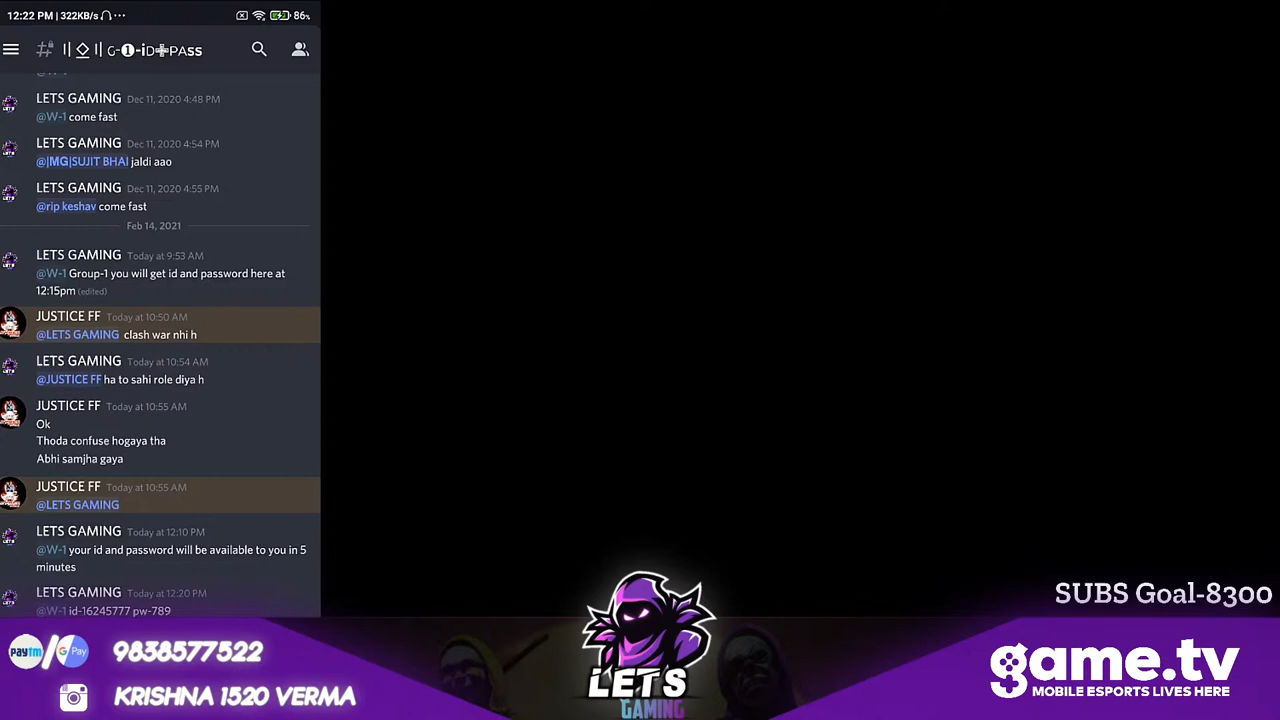 12:22 PM | 322KB/s ...
86%
G-1-iD+PASS
LETS GAMING Dec 11, 2020 4:48 PM
@W-1 come fast
LETS GAMING Dec 11, 2020 4:54 PM
@|MG|SUJIT BHAI jaldi aao
LETS GAMING Dec 11, 2020 4:55 PM
@rip keshav come fast
Feb 14, 2021
LETS GAMING Today at 9:53 AM
@W-1 Group-1 you will get id and password here at
12:15pm (edited)
JUSTICE FF Today at 10:50 AM
@LETS GAMING clash war nhi h
LETS GAMING Today at 10:54 AM
@JUSTICE FF ha to sahi role diya h
JUSTICE FF Today at 10:55 AM
Ok
Thoda confuse hogaya tha
Abhi samjha gaya
JUSTICE FF Today at 10:55 AM
@LETS GAMING
LETS GAMING Today at 12:10 PM
@W-1 your id and password will be available to you in 5
minutes
LETS GAMING Today at 12:20 PM
@W-1 id-16245777 pw-789
SUBS Goal-8300
paytm / G Pay 9838577522
KRISHNA 1520 VERMA
LETS
GAMING
game.tv
MOBILE ESPORTS LIVES HERE